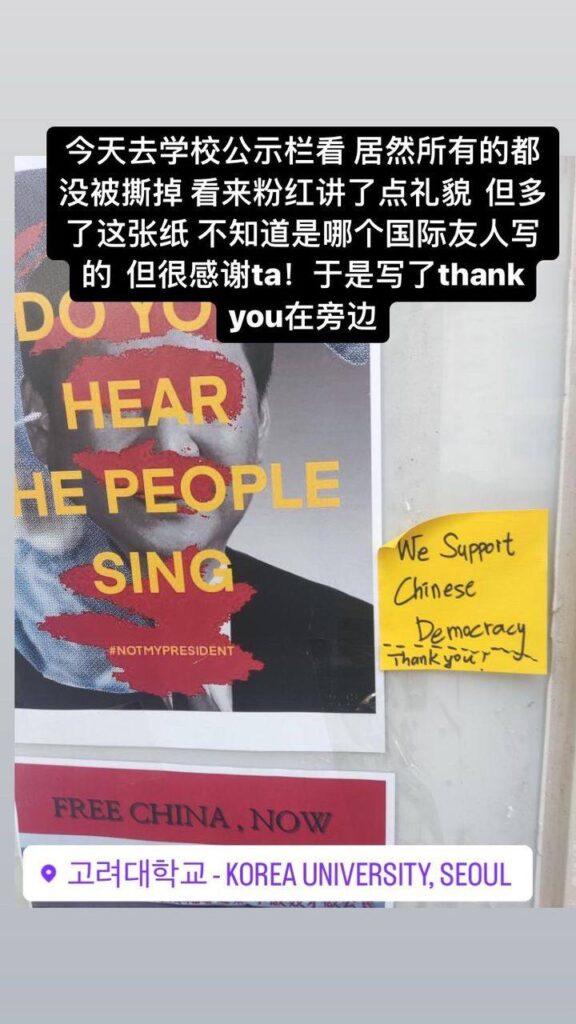 今天去学校公示栏看 居然所有的都
没被撕掉 看来粉红讲了点礼貌 但多
了这张纸 不知道是哪个国际友人写
的 但很感谢ta！于是写了thank
you在旁边
DO YO
HEAR
HE PEOPLE
SING
#NOTMYPRESIDENT
We Support
Chinese
Democracy
Thank you!
FREE CHINA, NOW
고려대학교 - KOREA UNIVERSITY, SEOUL